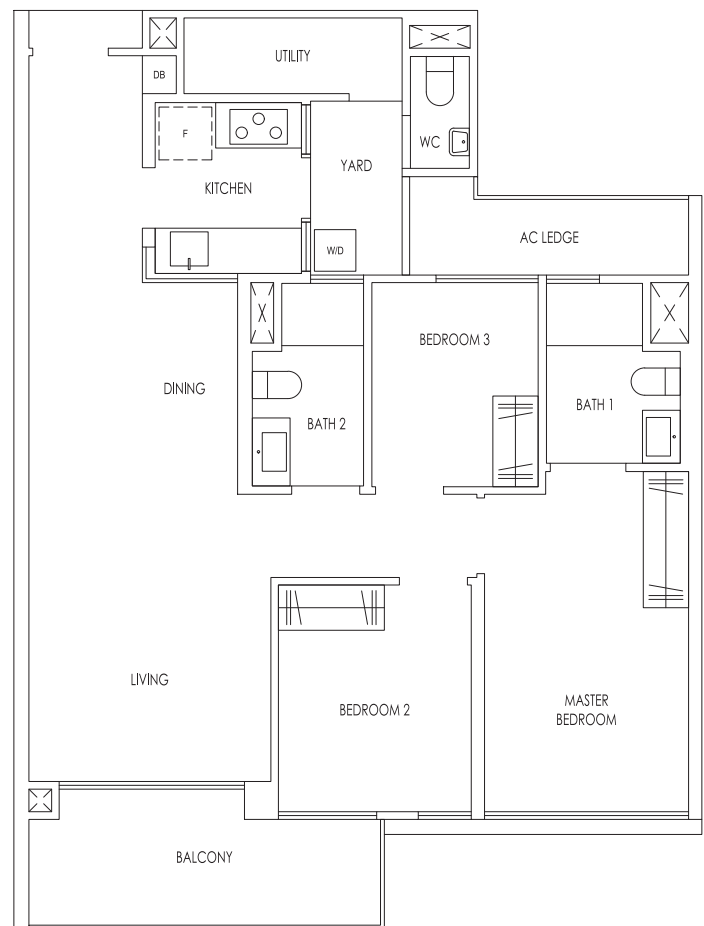 UTILITY
DB
F
WC
YARD
KITCHEN
AC LEDGE
W/D
BEDROOM 3
DINING
BATH 1
BATH 2
LIVING
MASTER
BEDROOM
BEDROOM 2
BALCONY